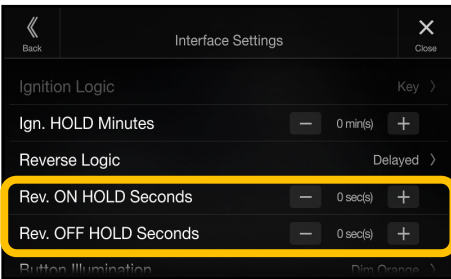 Back Interface Settings Close
Ignition Logic Key
Ign. HOLD Minutes 0 min(s)
Reverse Logic Delayed
Rev. ON HOLD Seconds 0 sec(s)
Rev. OFF HOLD Seconds 0 sec(s)
Button Illumination Dim Orange